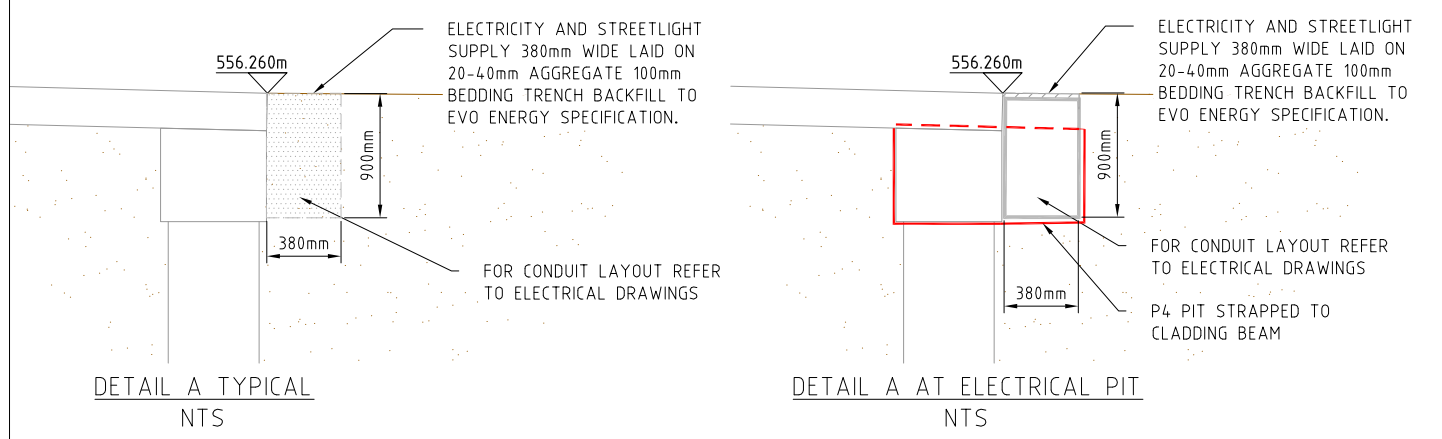 ELECTRICITY AND STREETLIGHT
SUPPLY 380mm WIDE LAID ON
20-40mm AGGREGATE 100mm
BEDDING TRENCH BACKFILL TO
EVO ENERGY SPECIFICATION.
556.260m
900mm
380mm
FOR CONDUIT LAYOUT REFER
TO ELECTRICAL DRAWINGS
DETAIL A TYPICAL
NTS
ELECTRICITY AND STREETLIGHT
SUPPLY 380mm WIDE LAID ON
20-40mm AGGREGATE 100mm
BEDDING TRENCH BACKFILL TO
EVO ENERGY SPECIFICATION.
556.260m
900mm
FOR CONDUIT LAYOUT REFER
TO ELECTRICAL DRAWINGS
380mm
P4 PIT STRAPPED TO
CLADDING BEAM
DETAIL A AT ELECTRICAL PIT
NTS